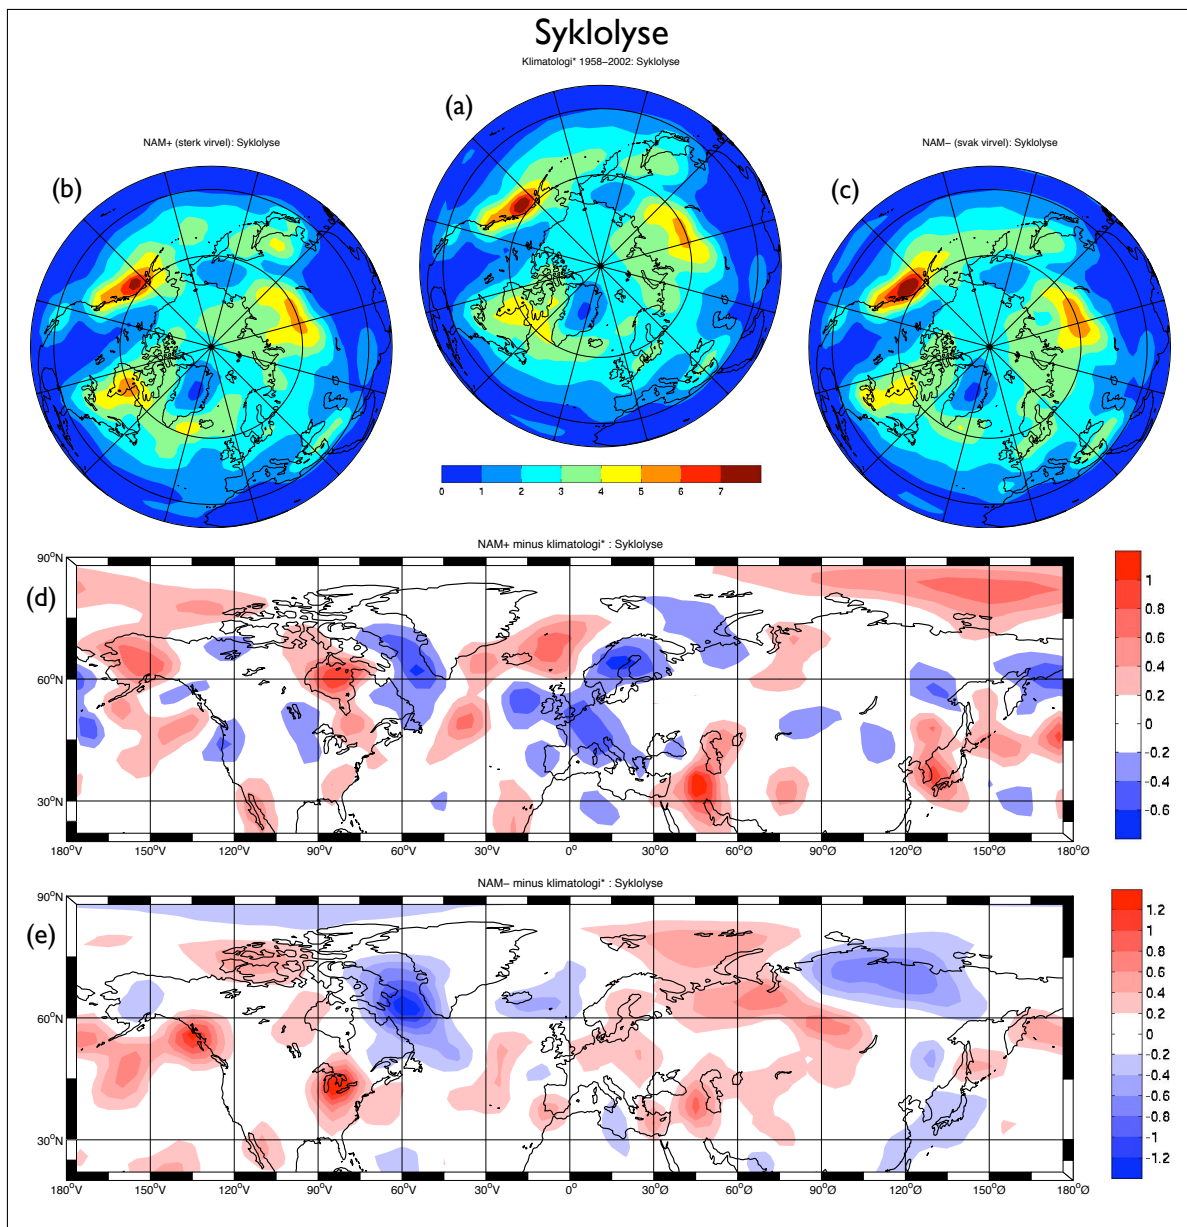 Syklolyse
Klimatologi* 1958–2002: Syklolyse
(a)
NAM+ (sterk virvel): Syklolyse
(b)
NAM− (svak virvel): Syklolyse
(c)
0 1 2 3 4 5 6 7
NAM+ minus klimatologi* : Syklolyse
(d)
90°N
60°N
30°N
180°V 150°V 120°V 90°V 60°V 30°V 0° 30°Ø 60°Ø 90°Ø 120°Ø 150°Ø 180°Ø
1
0.8
0.6
0.4
0.2
0
-0.2
-0.4
-0.6
NAM− minus klimatologi* : Syklolyse
(e)
90°N
60°N
30°N
180°V 150°V 120°V 90°V 60°V 30°V 0° 30°Ø 60°Ø 90°Ø 120°Ø 150°Ø 180°Ø
1.2
1
0.8
0.6
0.4
0.2
0
-0.2
-0.4
-0.6
-0.8
-1
-1.2